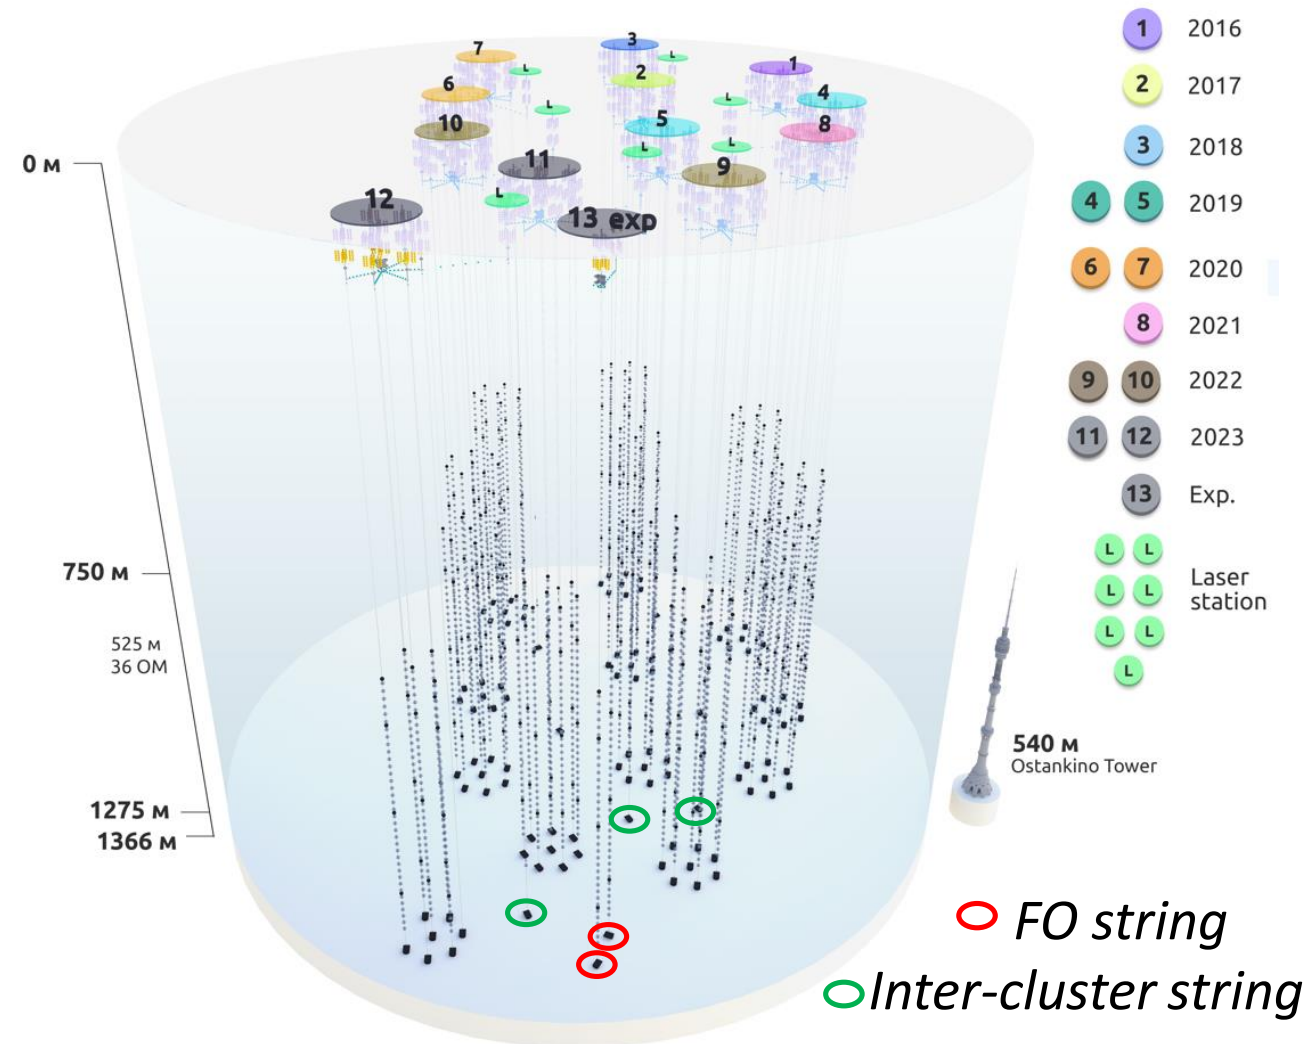 7
3
L
L
1
2
6
L
L
4
10
5
8
L
L
11
9
12
L
13 exp
0 м
750 м
525 м
36 ОМ
1275 м
1366 м
1 2016
2 2017
3 2018
4 5 2019
6 7 2020
8 2021
9 10 2022
11 12 2023
13 Exp.
L L
L L
L L
L
Laser
station
540 м
Ostankino Tower
FO string
Inter-cluster string